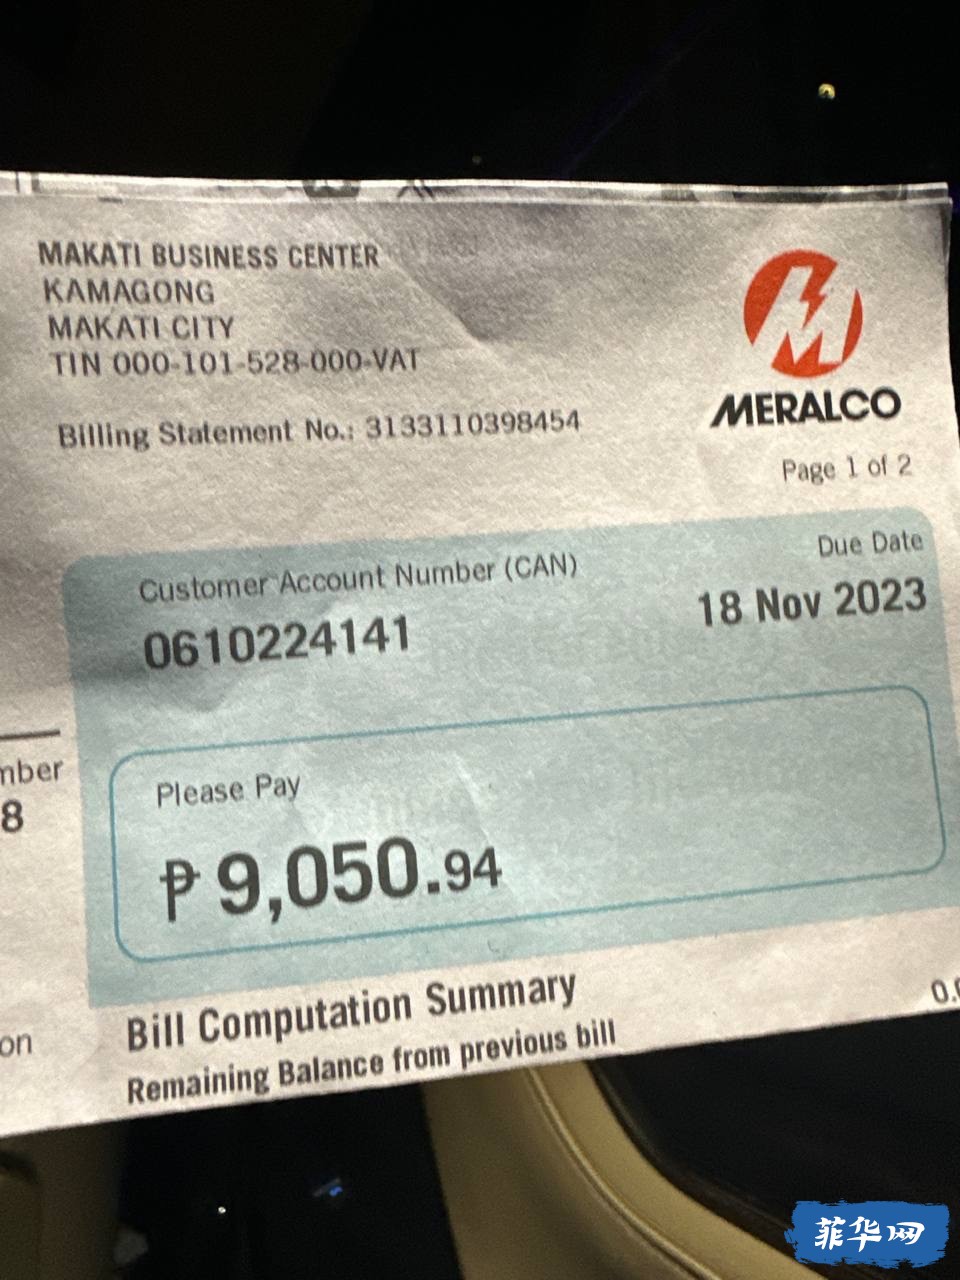 MAKATI BUSINESS CENTER
KAMAGONG
MAKATI CITY
TIN 000-101-528-000-VAT
MERALCO
Billing Statement No.: 3133110398454
Page 1 of 2
Customer Account Number (CAN)
Due Date
0610224141
18 Nov 2023
mber
8
Please Pay
₱ 9,050.94
on
Bill Computation Summary
Remaining Balance from previous bill
0.0
菲华网